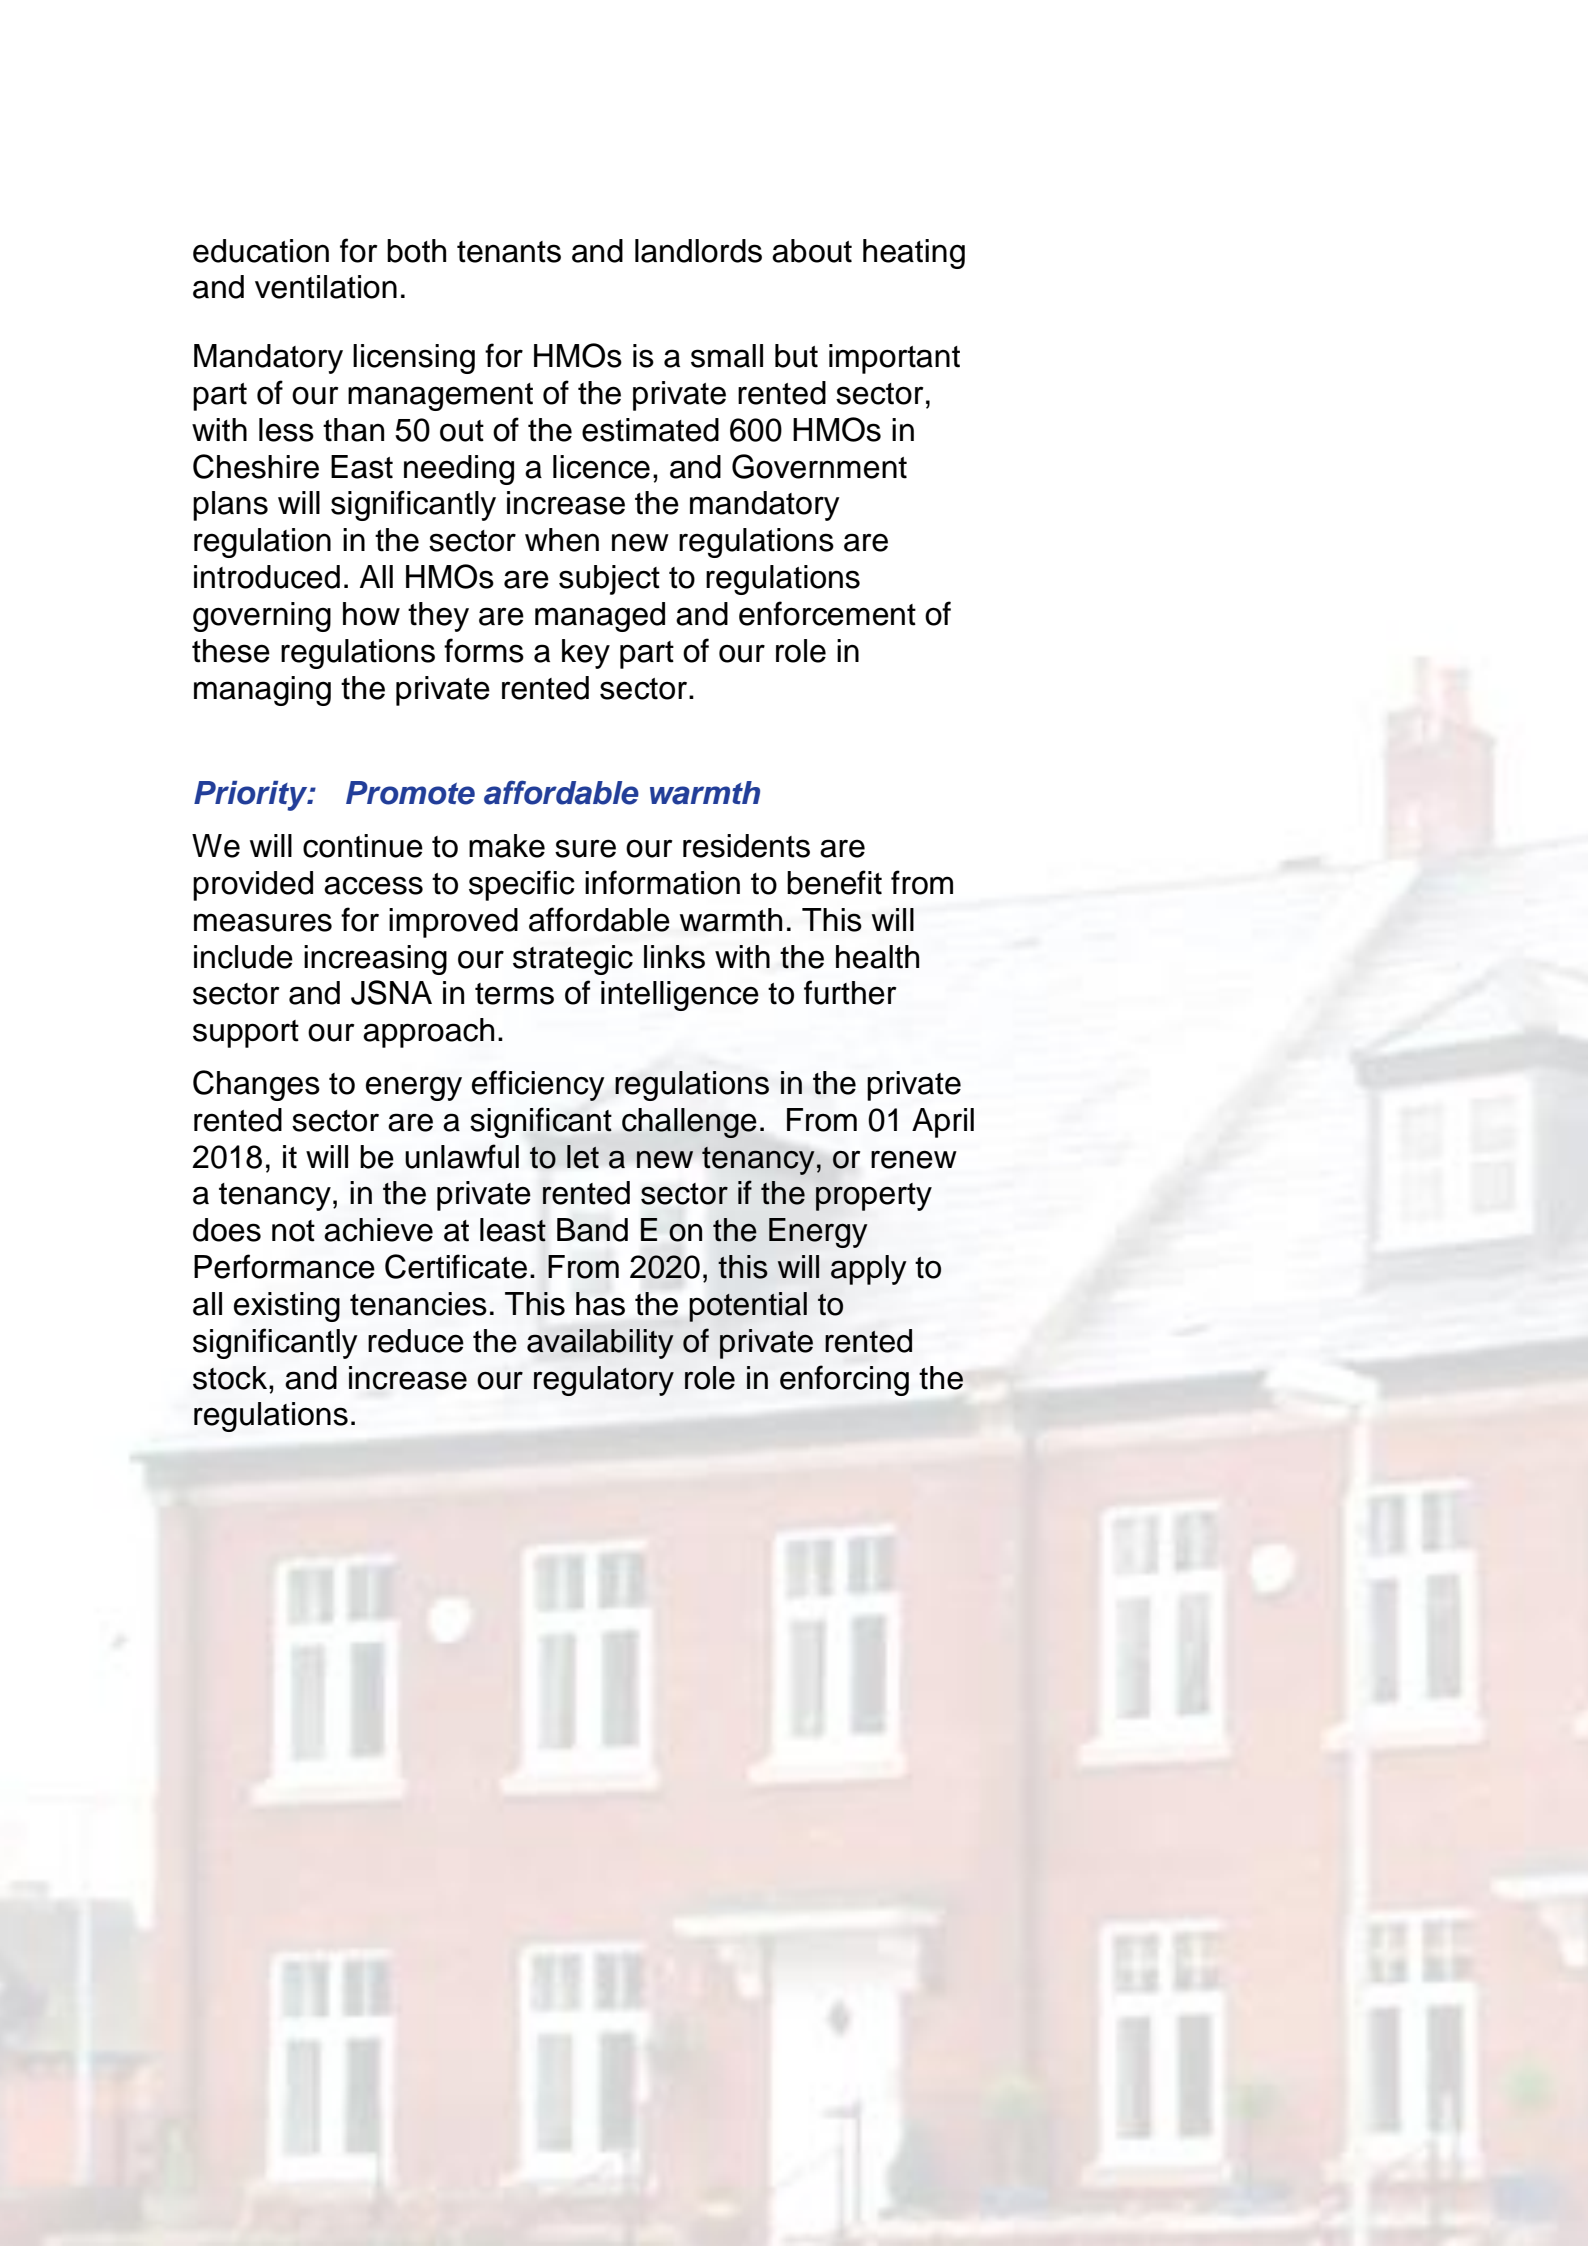 education for both tenants and landlords about heating
and ventilation.
Mandatory licensing for HMOs is a small but important
part of our management of the private rented sector,
with less than 50 out of the estimated 600 HMOs in
Cheshire East needing a licence, and Government
plans will significantly increase the mandatory
regulation in the sector when new regulations are
introduced. All HMOs are subject to regulations
governing how they are managed and enforcement of
these regulations forms a key part of our role in
managing the private rented sector.
Priority: Promote affordable warmth
We will continue to make sure our residents are
provided access to specific information to benefit from
measures for improved affordable warmth. This will
include increasing our strategic links with the health
sector and JSNA in terms of intelligence to further
support our approach.
Changes to energy efficiency regulations in the private
rented sector are a significant challenge.  From 01 April
2018, it will be unlawful to let a new tenancy, or renew
a tenancy, in the private rented sector if the property
does not achieve at least Band E on the Energy
Performance Certificate. From 2020, this will apply to
all existing tenancies. This has the potential to
significantly reduce the availability of private rented
stock, and increase our regulatory role in enforcing the
regulations.